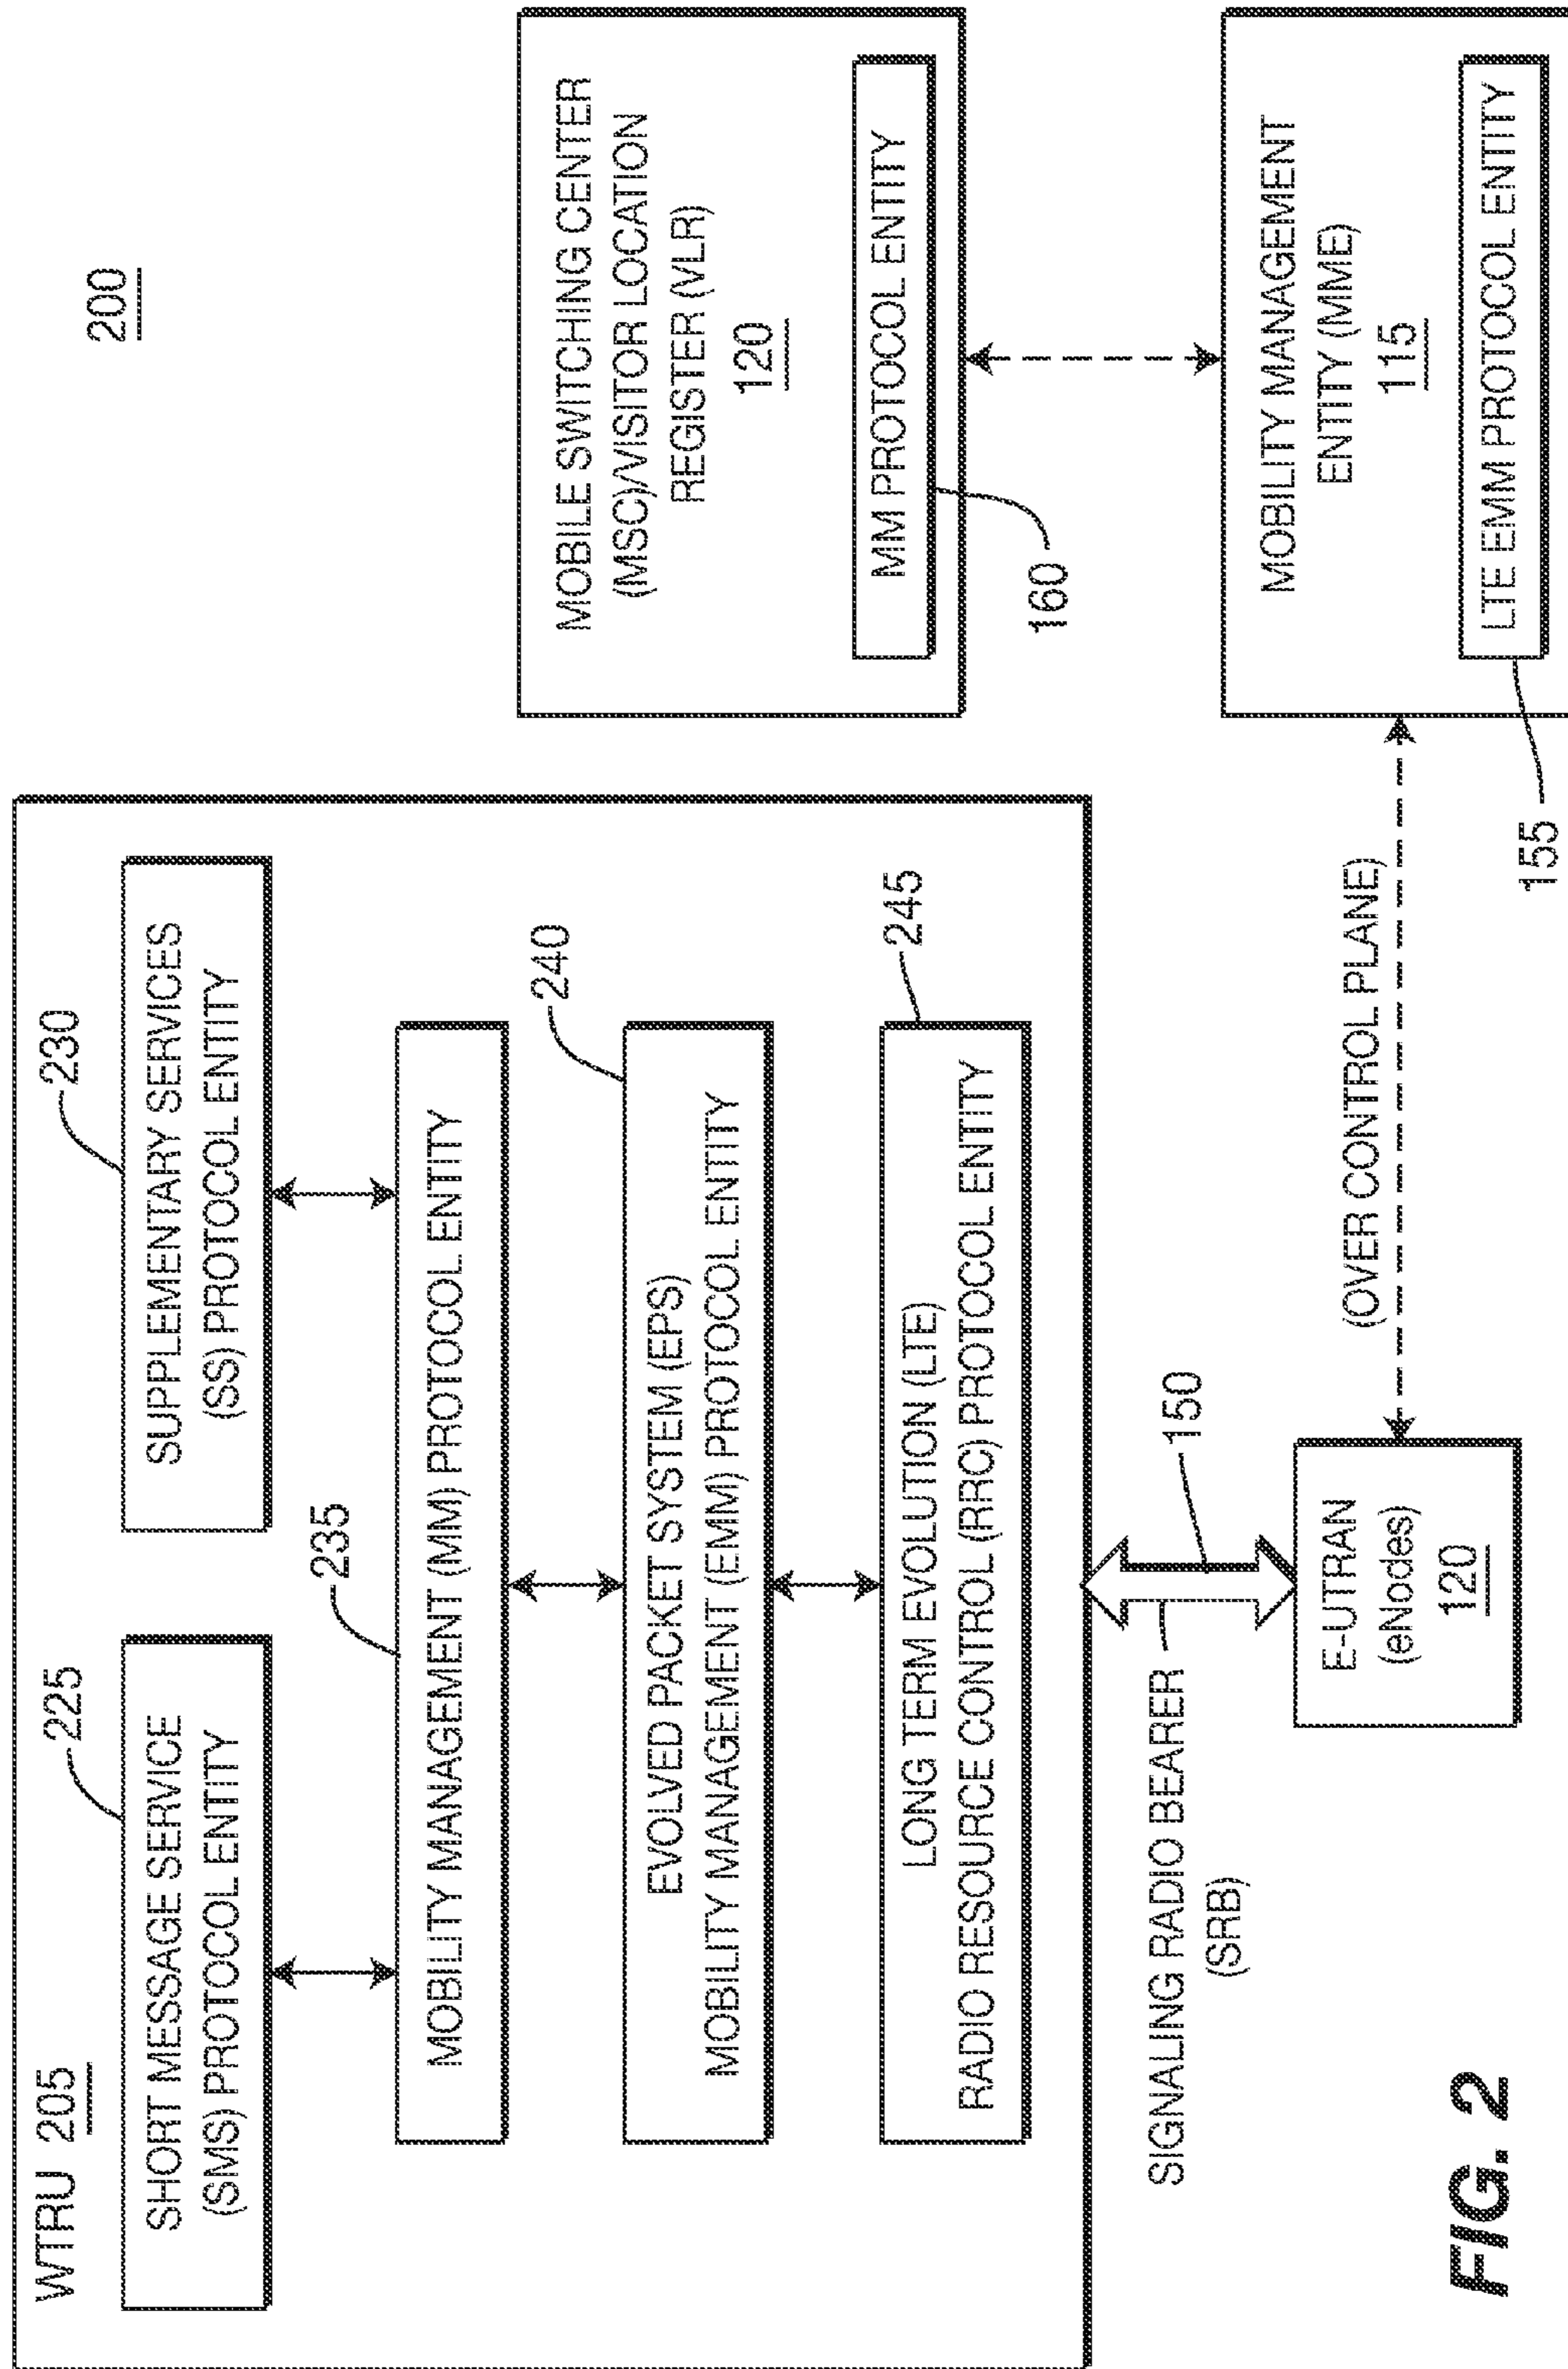 200
WTRU 205
225
SHORT MESSAGE SERVICE
(SMS) PROTOCOL ENTITY
230
SUPPLEMENTARY SERVICES
(SS) PROTOCOL ENTITY
235
MOBILITY MANAGEMENT (MM) PROTOCOL ENTITY
240
EVOLVED PACKET SYSTEM (EPS)
MOBILITY MANAGEMENT (EMM) PROTOCOL ENTITY
245
LONG TERM EVOLUTION (LTE)
RADIO RESOURCE CONTROL (RRC) PROTOCOL ENTITY
SIGNALING RADIO BEARER
(SRB)
150
E-UTRAN
(eNodes)
120
(OVER CONTROL PLANE)
MOBILE SWITCHING CENTER
(MSC)/VISITOR LOCATION
REGISTER (VLR)
120
MM PROTOCOL ENTITY
160
MOBILITY MANAGEMENT
ENTITY (MME)
115
LTE EMM PROTOCOL ENTITY
155
FIG. 2